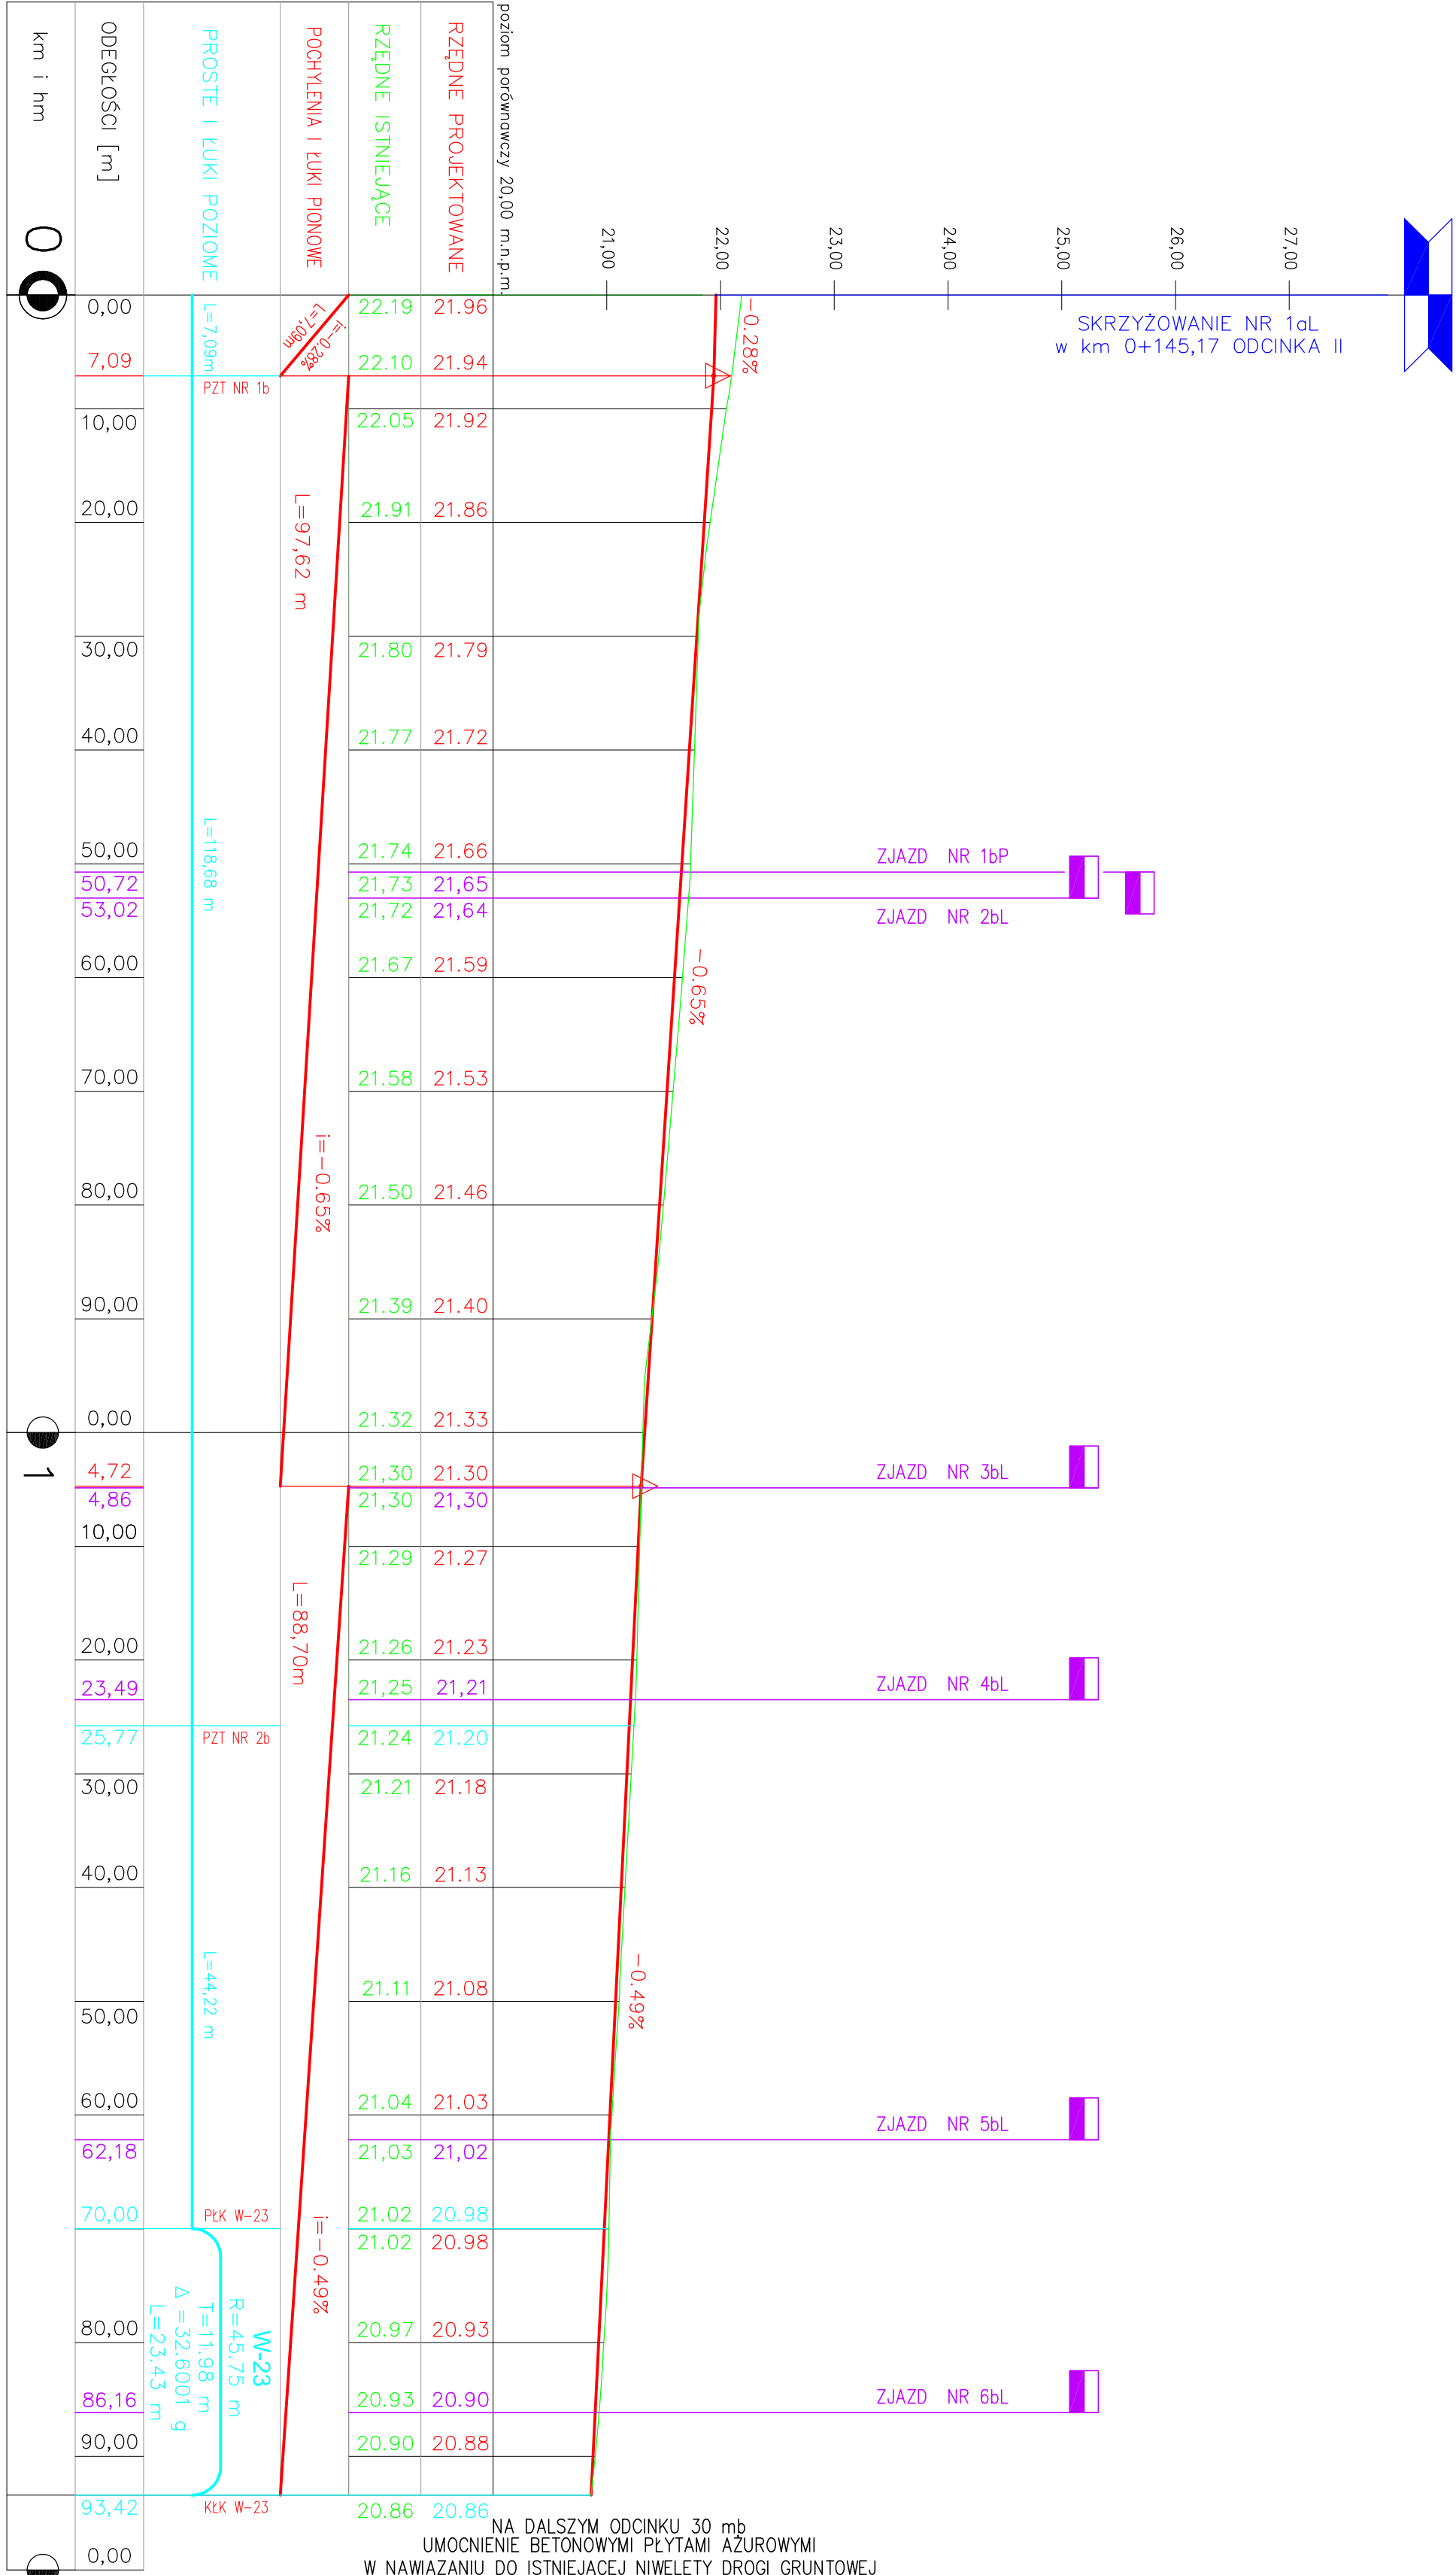 poziom porównawczy 20,00 m.n.p.m.
RZĘDNE PROJEKTOWANE
RZĘDNE ISTNIEJĄCE
POCHYLENIA I ŁUKI PIONOWE
PROSTE I ŁUKI POZIOME
ODEGŁOŚCI [m]
km i hm
0
21,00
22,00
23,00
24,00
25,00
26,00
27,00
SKRZYŻOWANIE NR 1aL
w km 0+145,17 ODCINKA II
0,00 L=7,09m L=7,09m i=-0.28% 22.19 21.96 -0.28%
7,09 22.10 21.94
PZT NR 1b
10,00 22.05 21.92
20,00 21.91 21.86
L=97,62 m
30,00 21.80 21.79
40,00 21.77 21.72
L=118,68 m
50,00 21.74 21.66 ZJAZD NR 1bP
50,72 21,73 21,65
53,02 21,72 21,64 ZJAZD NR 2bL
60,00 21.67 21.59 -0.65%
70,00 21.58 21.53
i=-0.65%
80,00 21.50 21.46
90,00 21.39 21.40
0,00 21.32 21.33
1
4,72 21,30 21.30 ZJAZD NR 3bL
4,86 21,30 21,30
10,00 21.29 21.27
L=88,70m
20,00 21.26 21.23
23,49 21,25 21,21 ZJAZD NR 4bL
25,77 PZT NR 2b 21.24 21.20
30,00 21.21 21.18
40,00 21.16 21.13
L=44,22 m
-0.49%
50,00 21.11 21.08
60,00 21.04 21.03 ZJAZD NR 5bL
62,18 21,03 21,02
70,00 PŁK W-23 21.02 20.98
21.02 20.98
i=-0.49%
W-23
R=45.75 m
T=11.98 m
Δ =32.6001 g
L=23.43 m
80,00 20.97 20.93
86,16 20.93 20.90 ZJAZD NR 6bL
90,00 20.90 20.88
93,42 KŁK W-23 20.86 20.86
0,00
NA DALSZYM ODCINKU 30 mb
UMOCNIENIE BETONOWYMI PŁYTAMI AŻUROWYMI
W NAWIAZANIU DO ISTNIEJACEJ NIWELETY DROGI GRUNTOWEJ